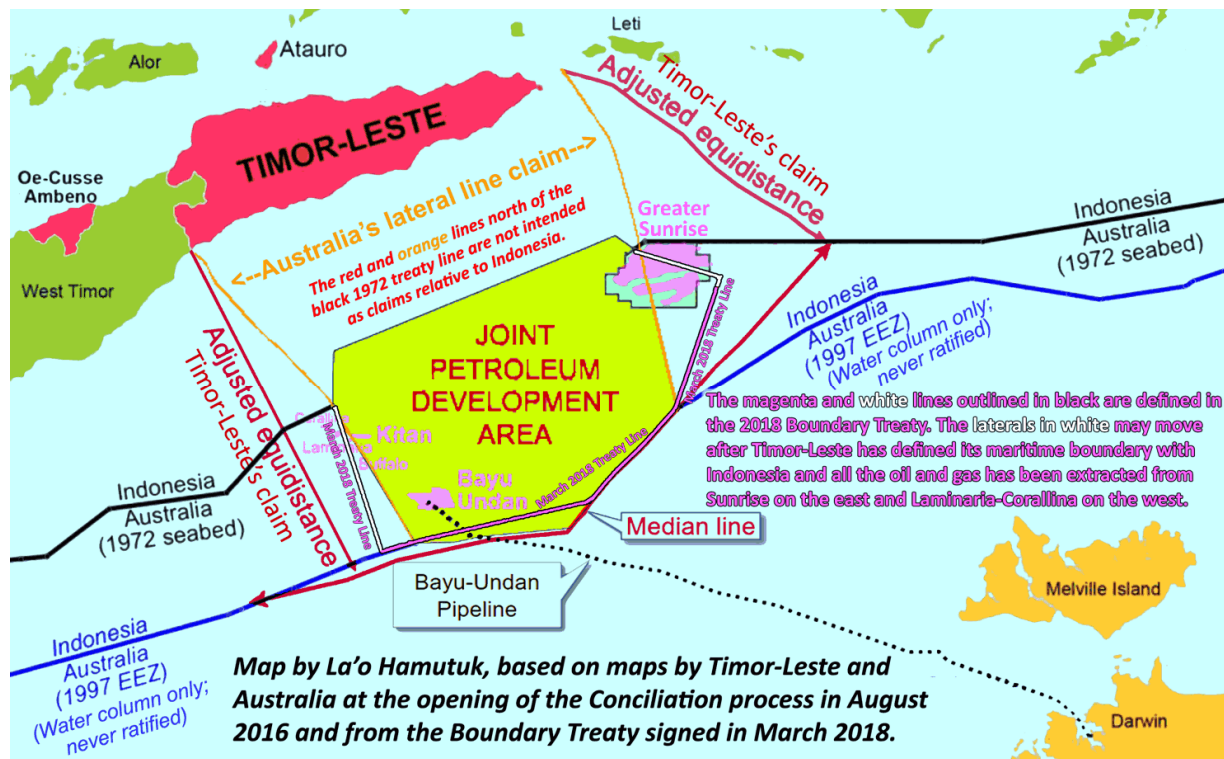 Leti
Atauro
Alor
TIMOR-LESTE
Oe-Cusse
Ambeno
West Timor
Timor-Leste's claim
Adjusted equidistance
<--Australia's lateral line claim-->
The red and orange lines north of the
black 1972 treaty line are not intended
as claims relative to Indonesia.
Greater
Sunrise
Indonesia
Australia
(1972 seabed)
Indonesia
Australia
(1997 EEZ)
(Water column only;
never ratified)
JOINT
PETROLEUM
DEVELOPMENT
AREA
March 2018 Treaty Line
Adjusted equidistance
Timor-Leste's claim
Kitan
Buffalo
March 2018 Treaty Line
Bayu
Undan
March 2018 Treaty Line
The magenta and white lines outlined in black are defined in
the 2018 Boundary Treaty. The laterals in white may move
after Timor-Leste has defined its maritime boundary with
Indonesia and all the oil and gas has been extracted from
Sunrise on the east and Laminaria-Corallina on the west.
Indonesia
Australia
(1972 seabed)
Median line
Bayu-Undan
Pipeline
Melville Island
Indonesia
Australia
(1997 EEZ)
(Water column only;
never ratified)
Map by La'o Hamutuk, based on maps by Timor-Leste and
Australia at the opening of the Conciliation process in August
2016 and from the Boundary Treaty signed in March 2018.
Darwin